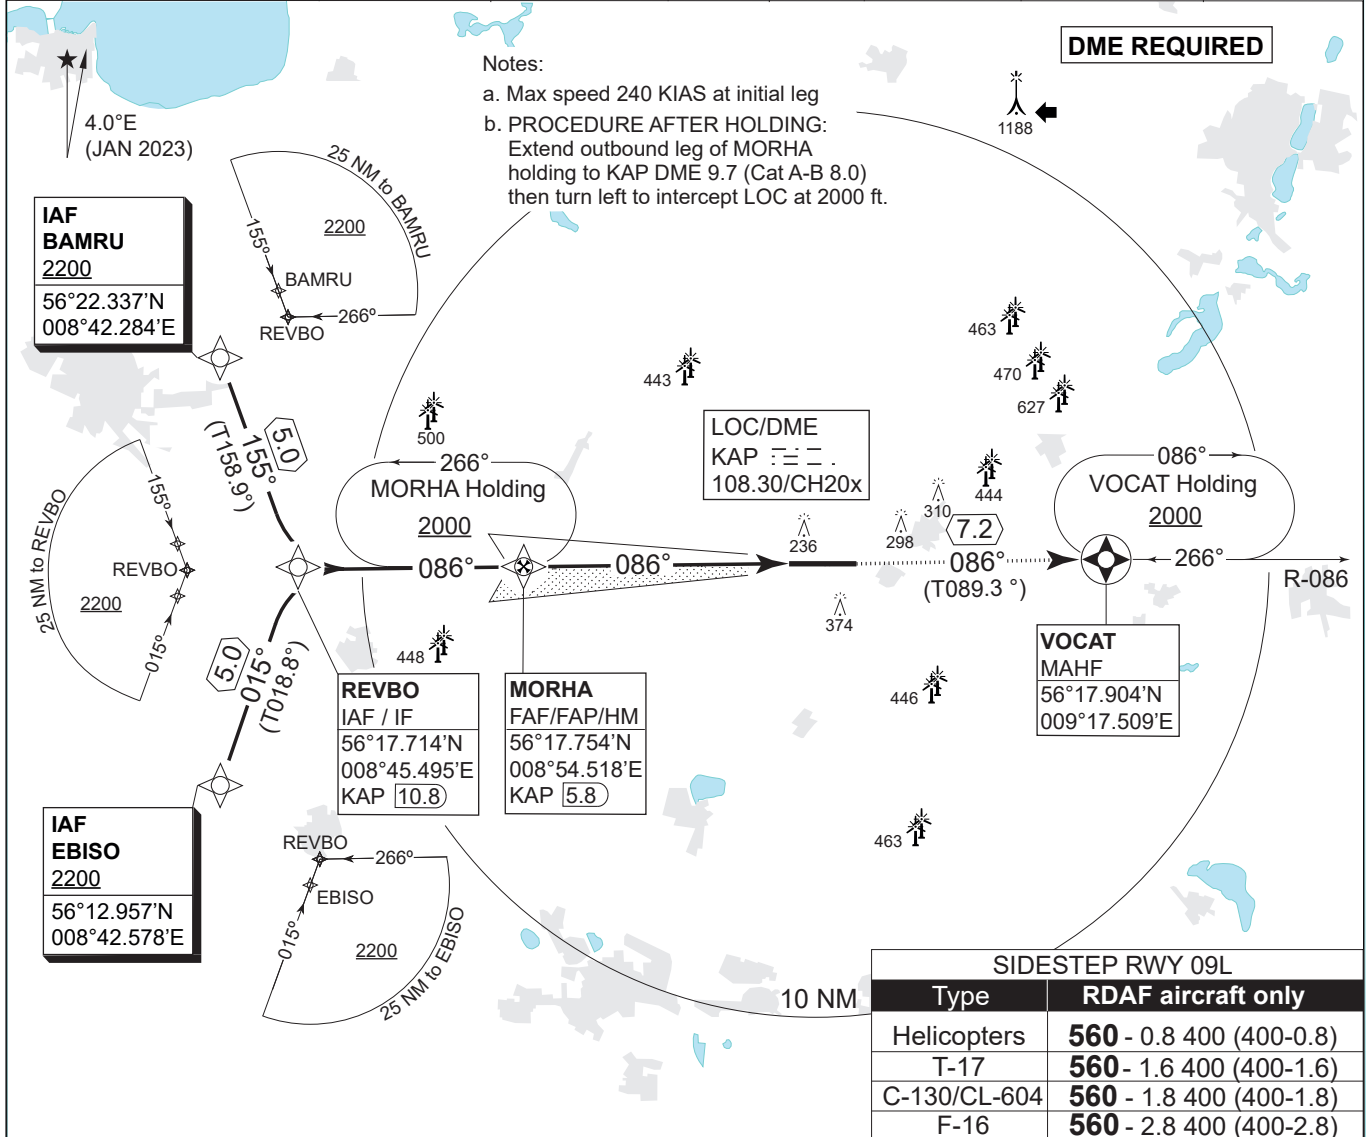 DME REQUIRED
Notes:
a. Max speed 240 KIAS at initial leg
b. PROCEDURE AFTER HOLDING:
Extend outbound leg of MORHA
holding to KAP DME 9.7 (Cat A-B 8.0)
then turn left to intercept LOC at 2000 ft.
1188
4.0°E
(JAN 2023)
25 NM to BAMRU
155º
2200
BAMRU
266º
REVBO
IAF
BAMRU
2200
56°22.337'N
008°42.284'E
463
470
627
443
500
5.0
155°
(T158.9°)
LOC/DME
KAP
108.30/CH20x
266°
MORHA Holding
2000
086°
VOCAT Holding
2000
444
310
7.2
236
298
25 NM to REVBO
155º
REVBO
2200
015º
086°
086°
086°
(T089.3 °)
266°
R-086
374
5.0
015°
(T018.8°)
448
446
VOCAT
MAHF
56°17.904'N
009°17.509'E
REVBO
IAF / IF
56°17.714'N
008°45.495'E
KAP 10.8
MORHA
FAF/FAP/HM
56°17.754'N
008°54.518'E
KAP 5.8
IAF
EBISO
2200
56°12.957'N
008°42.578'E
463
REVBO
266º
EBISO
015º
2200
25 NM to EBISO
10 NM
SIDESTEP RWY 09L
Type RDAF aircraft only
Helicopters 560 - 0.8 400 (400-0.8)
T-17 560 - 1.6 400 (400-1.6)
C-130/CL-604 560 - 1.8 400 (400-1.8)
F-16 560 - 2.8 400 (400-2.8)